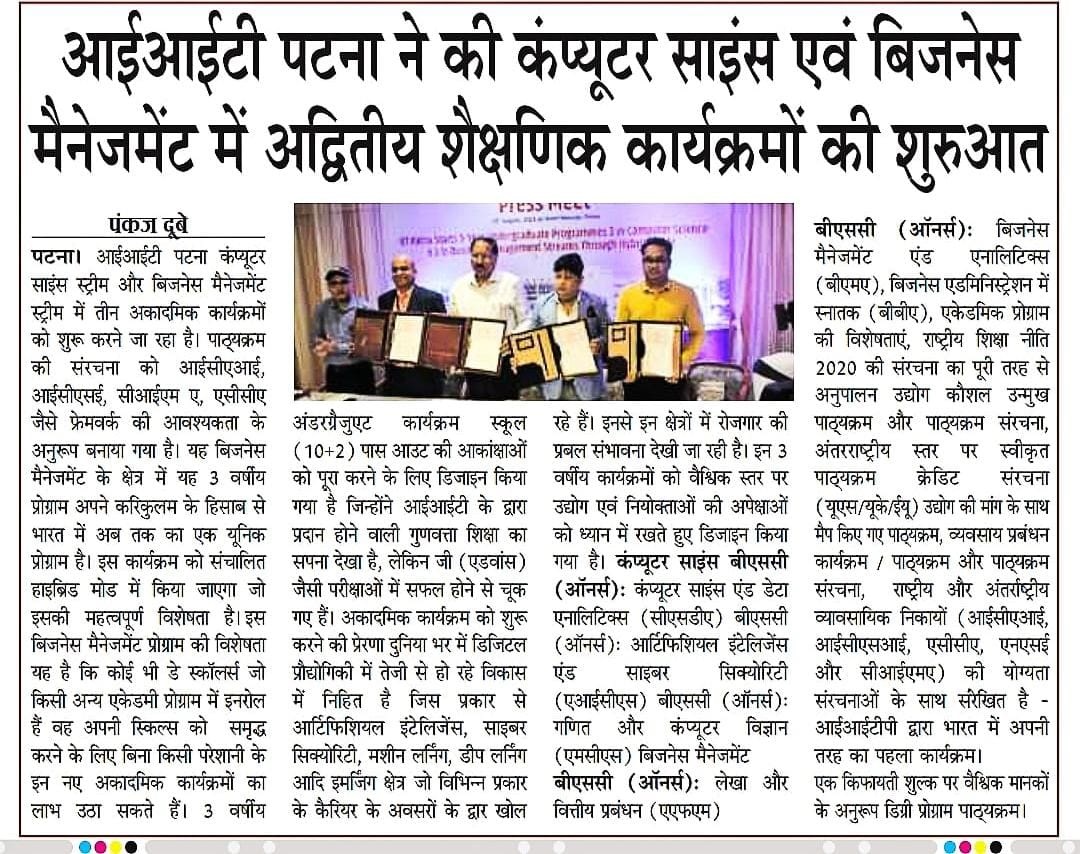 आईआईटी पटना ने की कंप्यूटर साइंस एवं बिजनेस
मैनेजमेंट में अद्वितीय शैक्षणिक कार्यक्रमों की शुरुआत
पंकज दूबे
पटना। आईआईटी पटना कंप्यूटर
साइंस स्ट्रीम और बिजनेस मैनेजमेंट
स्ट्रीम में तीन अकादमिक कार्यक्रमों
को शुरू करने जा रहा है। पाठ्यक्रम
की संरचना को आईसीएआई,
आईसीएसई, सीआईएम ए, एसीसीए
जैसे फ्रेमवर्क की आवश्यकता के
अनुरूप बनाया गया है। यह बिजनेस
मैनेजमेंट के क्षेत्र में यह 3 वर्षीय
प्रोग्राम अपने करिकुलम के हिसाब से
भारत में अब तक का एक यूनिक
प्रोग्राम है। इस कार्यक्रम को संचालित
हाइब्रिड मोड में किया जाएगा जो
इसकी महत्वपूर्ण विशेषता है। इस
बिजनेस मैनेजमेंट प्रोग्राम की विशेषता
यह है कि कोई भी डे स्कॉलर्स जो
किसी अन्य एकेडमी प्रोग्राम में इनरोल
हैं वह अपनी स्किल्स को समृद्ध
करने के लिए बिना किसी परेशानी के
इन नए अकादमिक कार्यक्रमों का
लाभ उठा सकते हैं। 3 वर्षीय
PRESS MEET
Undergraduate Programmes 3 in Computer Science
Management Streams Through
अंडरग्रैजुएट कार्यक्रम स्कूल
(10+2) पास आउट की आकांक्षाओं
को पूरा करने के लिए डिजाइन किया
गया है जिन्होंने आईआईटी के द्वारा
प्रदान होने वाली गुणवत्ता शिक्षा का
सपना देखा है, लेकिन जी (एडवांस)
जैसी परीक्षाओं में सफल होने से चूक
गए हैं। अकादमिक कार्यक्रम को शुरू
करने की प्रेरणा दुनिया भर में डिजिटल
प्रौद्योगिकी में तेजी से हो रहे विकास
में निहित है जिस प्रकार से
आर्टिफिशियल इंटेलिजेंस, साइबर
सिक्योरिटी, मशीन लर्निंग, डीप लर्निंग
आदि इमर्जिंग क्षेत्र जो विभिन्न प्रकार
के कैरियर के अवसरों के द्वार खोल
रहे हैं। इनसे इन क्षेत्रों में रोजगार की
प्रबल संभावना देखी जा रही है। इन 3
वर्षीय कार्यक्रमों को वैश्विक स्तर पर
उद्योग एवं नियोक्ताओं की अपेक्षाओं
को ध्यान में रखते हुए डिजाइन किया
गया है। कंप्यूटर साइंस बीएससी
(ऑनर्स): कंप्यूटर साइंस एंड डेटा
एनालिटिक्स (सीएसडीए) बीएससी
(ऑनर्स): आर्टिफिशियल इंटेलिजेंस
एंड साइबर सिक्योरिटी
(एआईसीएस) बीएससी (ऑनर्स):
गणित और कंप्यूटर विज्ञान
(एमसीएस) बिजनेस मैनेजमेंट
बीएससी (ऑनर्स): लेखा और
वित्तीय प्रबंधन (एएफएम)
बीएससी (ऑनर्स): बिजनेस
मैनेजमेंट एंड एनालिटिक्स
(बीएमए), बिजनेस एडमिनिस्ट्रेशन में
स्नातक (बीबीए), एकेडमिक प्रोग्राम
की विशेषताएं, राष्ट्रीय शिक्षा नीति
2020 की संरचना का पूरी तरह से
अनुपालन उद्योग कौशल उन्मुख
पाठ्यक्रम और पाठ्यक्रम संरचना,
अंतरराष्ट्रीय स्तर पर स्वीकृत
पाठ्यक्रम क्रेडिट संरचना
(यूएस/यूके/ईयू) उद्योग की मांग के साथ
मैप किए गए पाठ्यक्रम, व्यवसाय प्रबंधन
कार्यक्रम / पाठ्यक्रम और पाठ्यक्रम
संरचना, राष्ट्रीय और अंतर्राष्ट्रीय
व्यावसायिक निकायों (आईसीएआई,
आईसीएसआई, एसीसीए, एनएसई
और सीआईएमए) की योग्यता
संरचनाओं के साथ संरेखित है -
आईआईटीपी द्वारा भारत में अपनी
तरह का पहला कार्यक्रम।
एक किफायती शुल्क पर वैश्विक मानकों
के अनुरूप डिग्री प्रोग्राम पाठ्यक्रम।